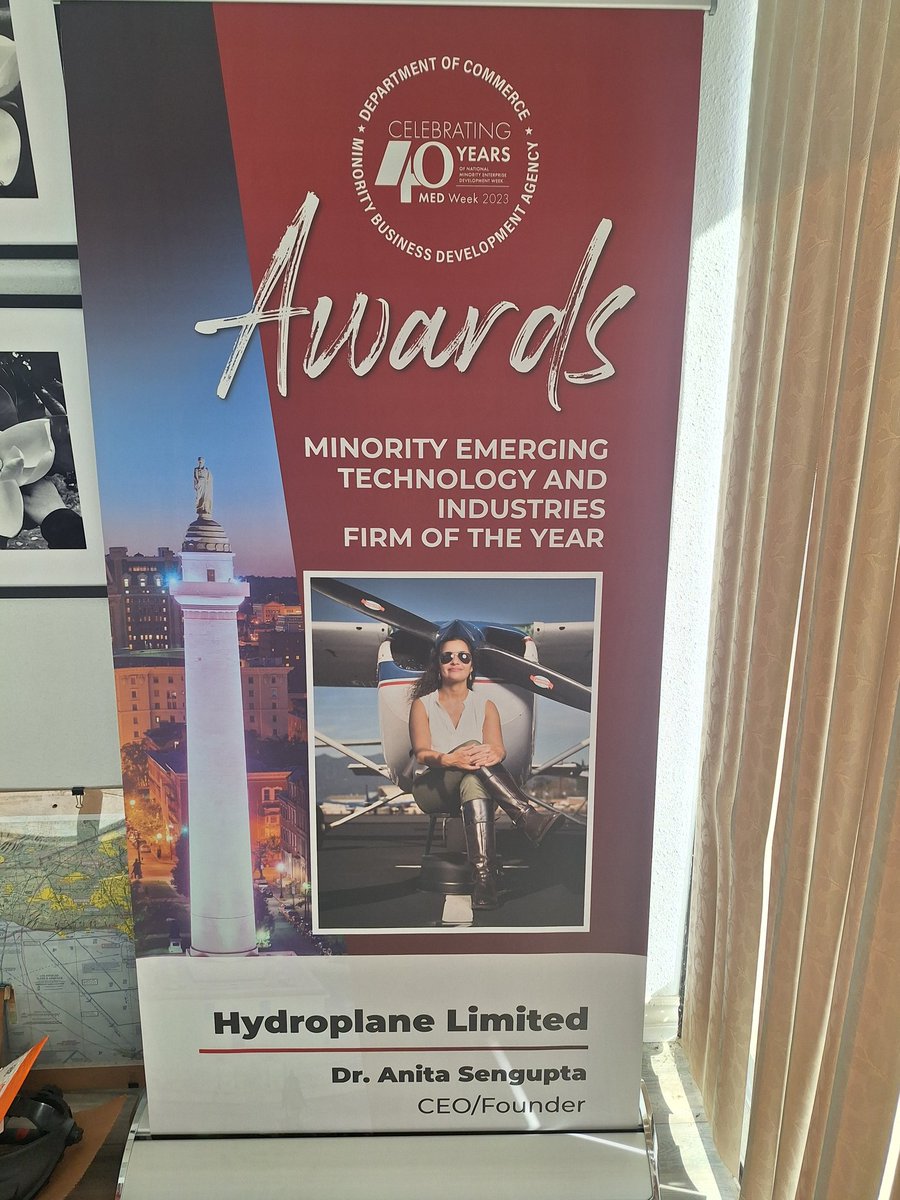 ★ DEPARTMENT OF COMMERCE ★
MINORITY BUSINESS DEVELOPMENT AGENCY
CELEBRATING
40 YEARS
OF NATIONAL
MINORITY ENTERPRISE
DEVELOPMENT WEEK
MED Week 2023
Awards
MINORITY EMERGING
TECHNOLOGY AND
INDUSTRIES
FIRM OF THE YEAR
Hydroplane Limited
Dr. Anita Sengupta
CEO/Founder